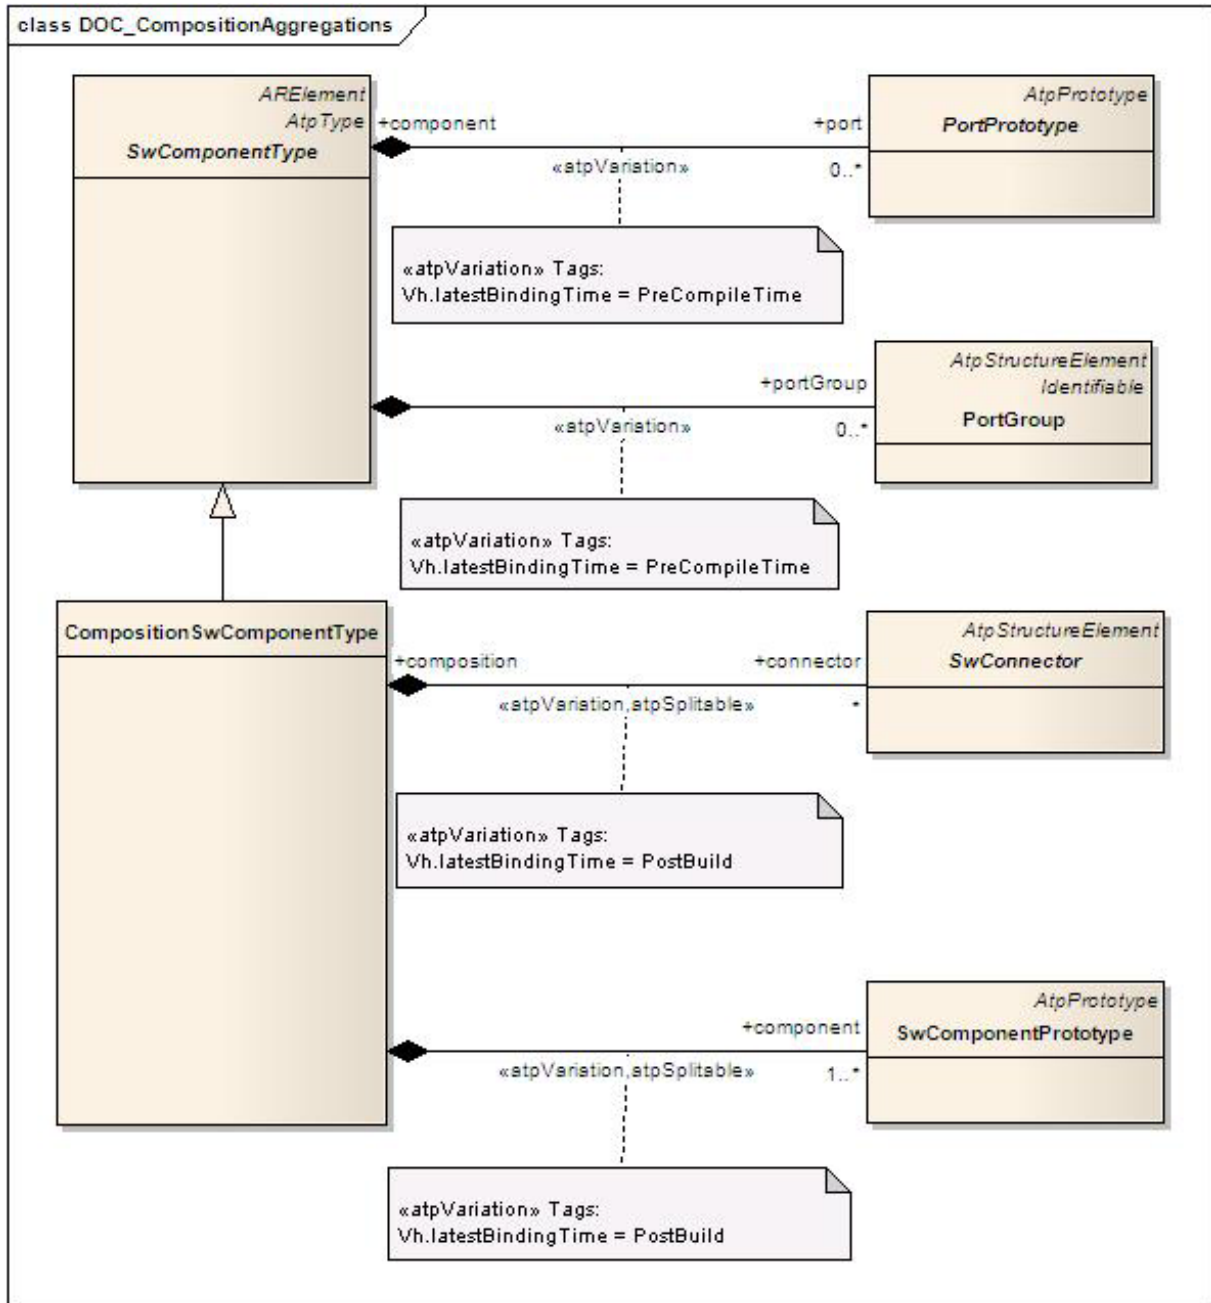 class DOC_CompositionAggregations
ARElement
AtpType
SwComponentType
+component
+port
«atpVariation»
0..*
AtpPrototype
PortPrototype
«atpVariation» Tags:
Vh.latestBindingTime = PreCompileTime
+portGroup
«atpVariation»
0..*
AtpStructureElement
Identifiable
PortGroup
«atpVariation» Tags:
Vh.latestBindingTime = PreCompileTime
CompositionSwComponentType
+composition
+connector
«atpVariation,atpSplitable»
*
AtpStructureElement
SwConnector
«atpVariation» Tags:
Vh.latestBindingTime = PostBuild
+component
«atpVariation,atpSplitable»
1..*
AtpPrototype
SwComponentPrototype
«atpVariation» Tags:
Vh.latestBindingTime = PostBuild